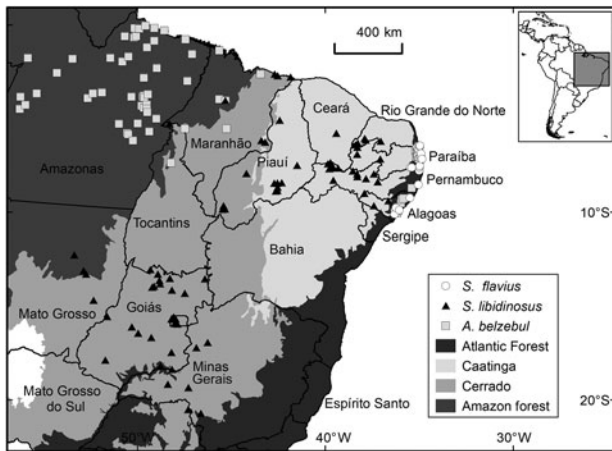 400 km
Ceará
Rio Grande do Norte
Maranhão
Piauí
Paraíba
Amazonas
Pernambuco
10°S
Alagoas
Tocantins
Sergipe
Bahia
S. flavius
S. libidinosus
A. belzebul
Atlantic Forest
Caatinga
Cerrado
Amazon forest
Mato Grosso
Goiás
Minas
Gerais
Mato Grosso
do Sul
Espírito Santo
20°S
50°W
40°W
30°W